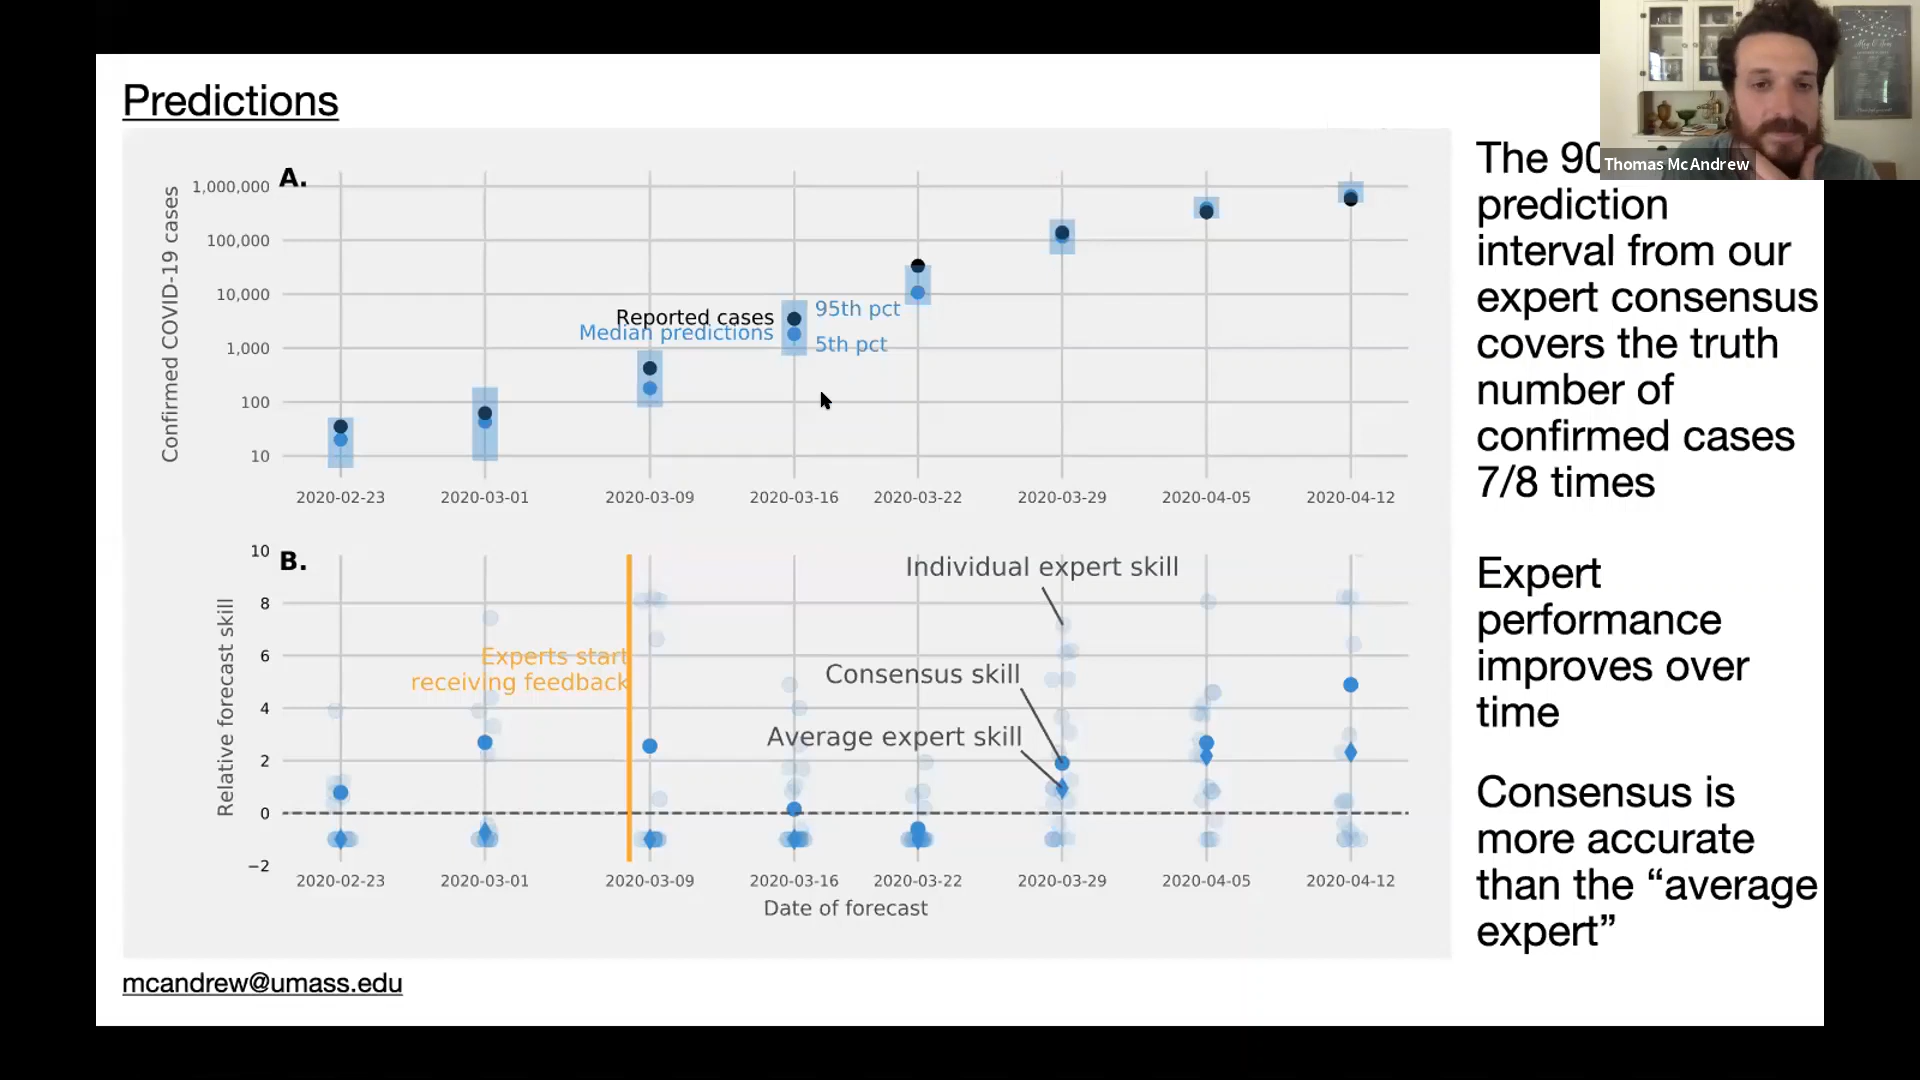 Predictions
A.
Confirmed COVID-19 cases
1,000,000
100,000
10,000
1,000
100
10
Reported cases
Median predictions
95th pct
5th pct
2020-02-23 2020-03-01 2020-03-09 2020-03-16 2020-03-22 2020-03-29 2020-04-05 2020-04-12
B.
Relative forecast skill
10
8
6
4
2
0
−2
Experts start
receiving feedback
Individual expert skill
Consensus skill
Average expert skill
2020-02-23 2020-03-01 2020-03-09 2020-03-16 2020-03-22 2020-03-29 2020-04-05 2020-04-12
Date of forecast
The 90
prediction
interval from our
expert consensus
covers the truth
number of
confirmed cases
7/8 times
Expert
performance
improves over
time
Consensus is
more accurate
than the “average
expert”
mcandrew@umass.edu
Thomas McAndrew